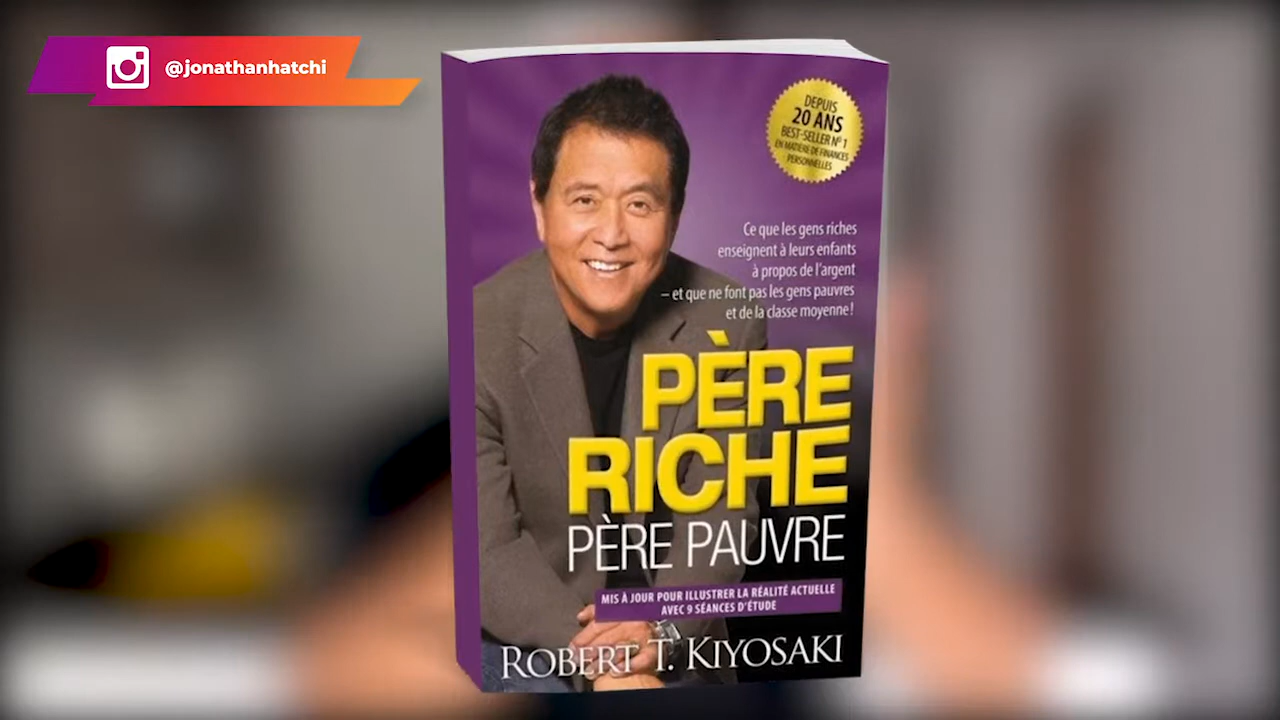 @jonathanhatchi
DEPUIS
20 ANS
BEST-SELLER Nº 1
EN MATIÈRE DE FINANCES
PERSONNELLES
Ce que les gens riches
enseignent à leurs enfants
à propos de l'argent
– et que ne font pas les gens pauvres
et de la classe moyenne !
PÈRE
RICHE
PÈRE PAUVRE
MIS À JOUR POUR ILLUSTRER LA RÉALITÉ ACTUELLE
AVEC 9 SÉANCES D'ÉTUDE
ROBERT T. KIYOSAKI